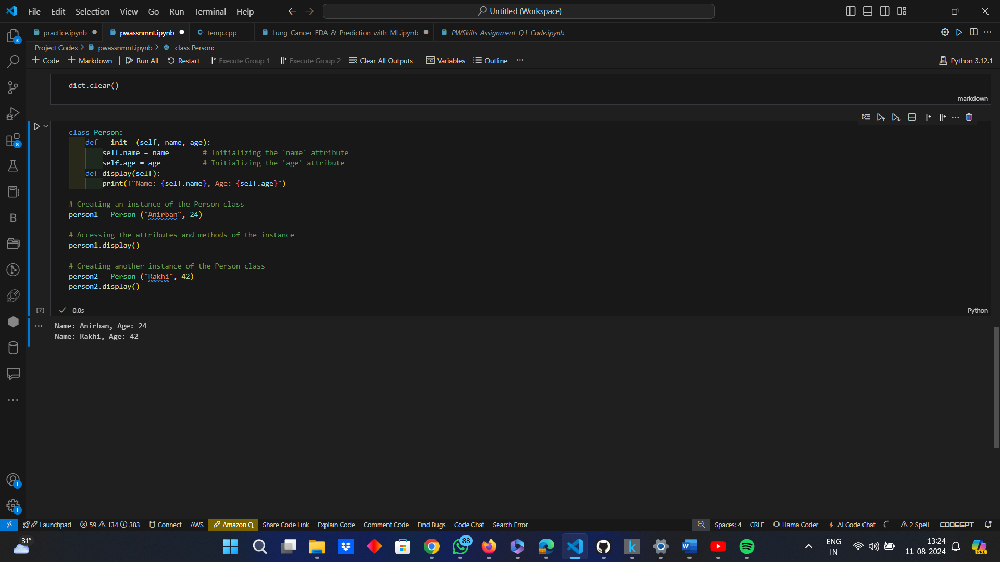 File Edit Selection View Go Run Terminal Help Untitled (Workspace)
practice.ipynb pwassnmnt.ipynb temp.cpp Lung_Cancer_EDA_&_Prediction_with_ML.ipynb PWSkills_Assignment_Q1_Code.ipynb
Project Codes > pwassnmnt.ipynb > class Person:
+ Code + Markdown | Run All Restart Execute Group 1 Execute Group 2 Clear All Outputs | Variables Outline ... Python 3.12.1
dict.clear()
markdown
class Person:
    def __init__(self, name, age):
        self.name = name        # Initializing the 'name' attribute
        self.age = age          # Initializing the 'age' attribute
    def display(self):
        print(f"Name: {self.name}, Age: {self.age}")
# Creating an instance of the Person class
person1 = Person ("Anirban", 24)
# Accessing the attributes and methods of the instance
person1.display()
# Creating another instance of the Person class
person2 = Person ("Rakhi", 42)
person2.display()
[7] 0.0s Python
Name: Anirban, Age: 24
Name: Rakhi, Age: 42
3
8
B
1
1
Launchpad 59 134 383 Connect AWS Amazon Q Share Code Link Explain Code Comment Code Find Bugs Code Chat Search Error Spaces: 4 CRLF Llama Coder AI Code Chat 2 Spell CODEGPT
31° 88 k W ENG 13:24 PRE
IN 11-08-2024